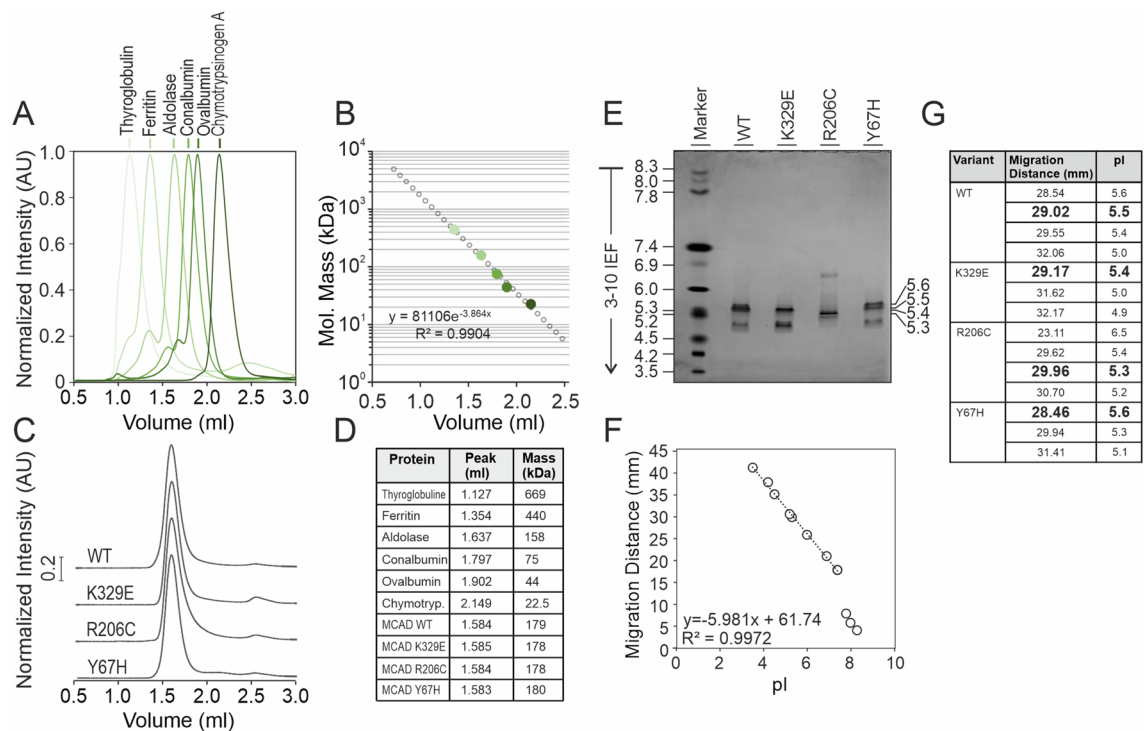 A
Thyroglobulin
Ferritin
Aldolase
Conalbumin
Ovalbumin
Chymotrypsinogen A
Normalized Intensity (AU)
1.0
0.8
0.6
0.4
0.2
0
0.5 1.0 1.5 2.0 2.5 3.0
Volume (ml)
B
Mol. Mass (kDa)
10^4
10^3
10^2
10^1
10^0
y = 81106e^-3.864x
R² = 0.9904
0.5 1.0 1.5 2.0 2.5
Volume (ml)
C
Normalized Intensity (AU)
0.2
WT
K329E
R206C
Y67H
0.5 1.0 1.5 2.0 2.5 3.0
Volume (ml)
D
Protein Peak (ml) Mass (kDa)
Thyroglobuline 1.127 669
Ferritin 1.354 440
Aldolase 1.637 158
Conalbumin 1.797 75
Ovalbumin 1.902 44
Chymotryp. 2.149 22.5
MCAD WT 1.584 179
MCAD K329E 1.585 178
MCAD R206C 1.584 178
MCAD Y67H 1.583 180
E
Marker
WT
K329E
R206C
Y67H
3-10 IEF
8.3
8.0
7.8
7.4
6.9
6.0
5.3
5.2
4.5
4.2
3.5
5.6
5.5
5.4
5.3
F
Migration Distance (mm)
45
40
35
30
25
20
15
10
5
0
y=-5.981x + 61.74
R² = 0.9972
0 2 4 6 8 10
pI
G
Variant Migration Distance (mm) pI
WT 28.54 5.6
29.02 5.5
29.55 5.4
32.06 5.0
K329E 29.17 5.4
31.62 5.0
32.17 4.9
R206C 23.11 6.5
29.62 5.4
29.96 5.3
30.70 5.2
Y67H 28.46 5.6
29.94 5.3
31.41 5.1